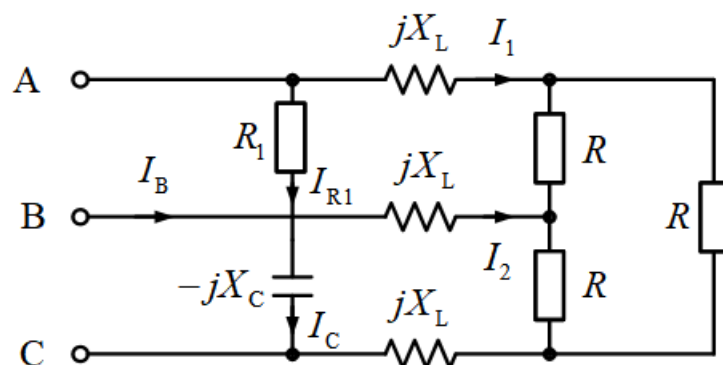 jX_L I_1
A
R_1 R
I_B I_R1 jX_L R
B
-jX_C I_2 R
I_C jX_L
C